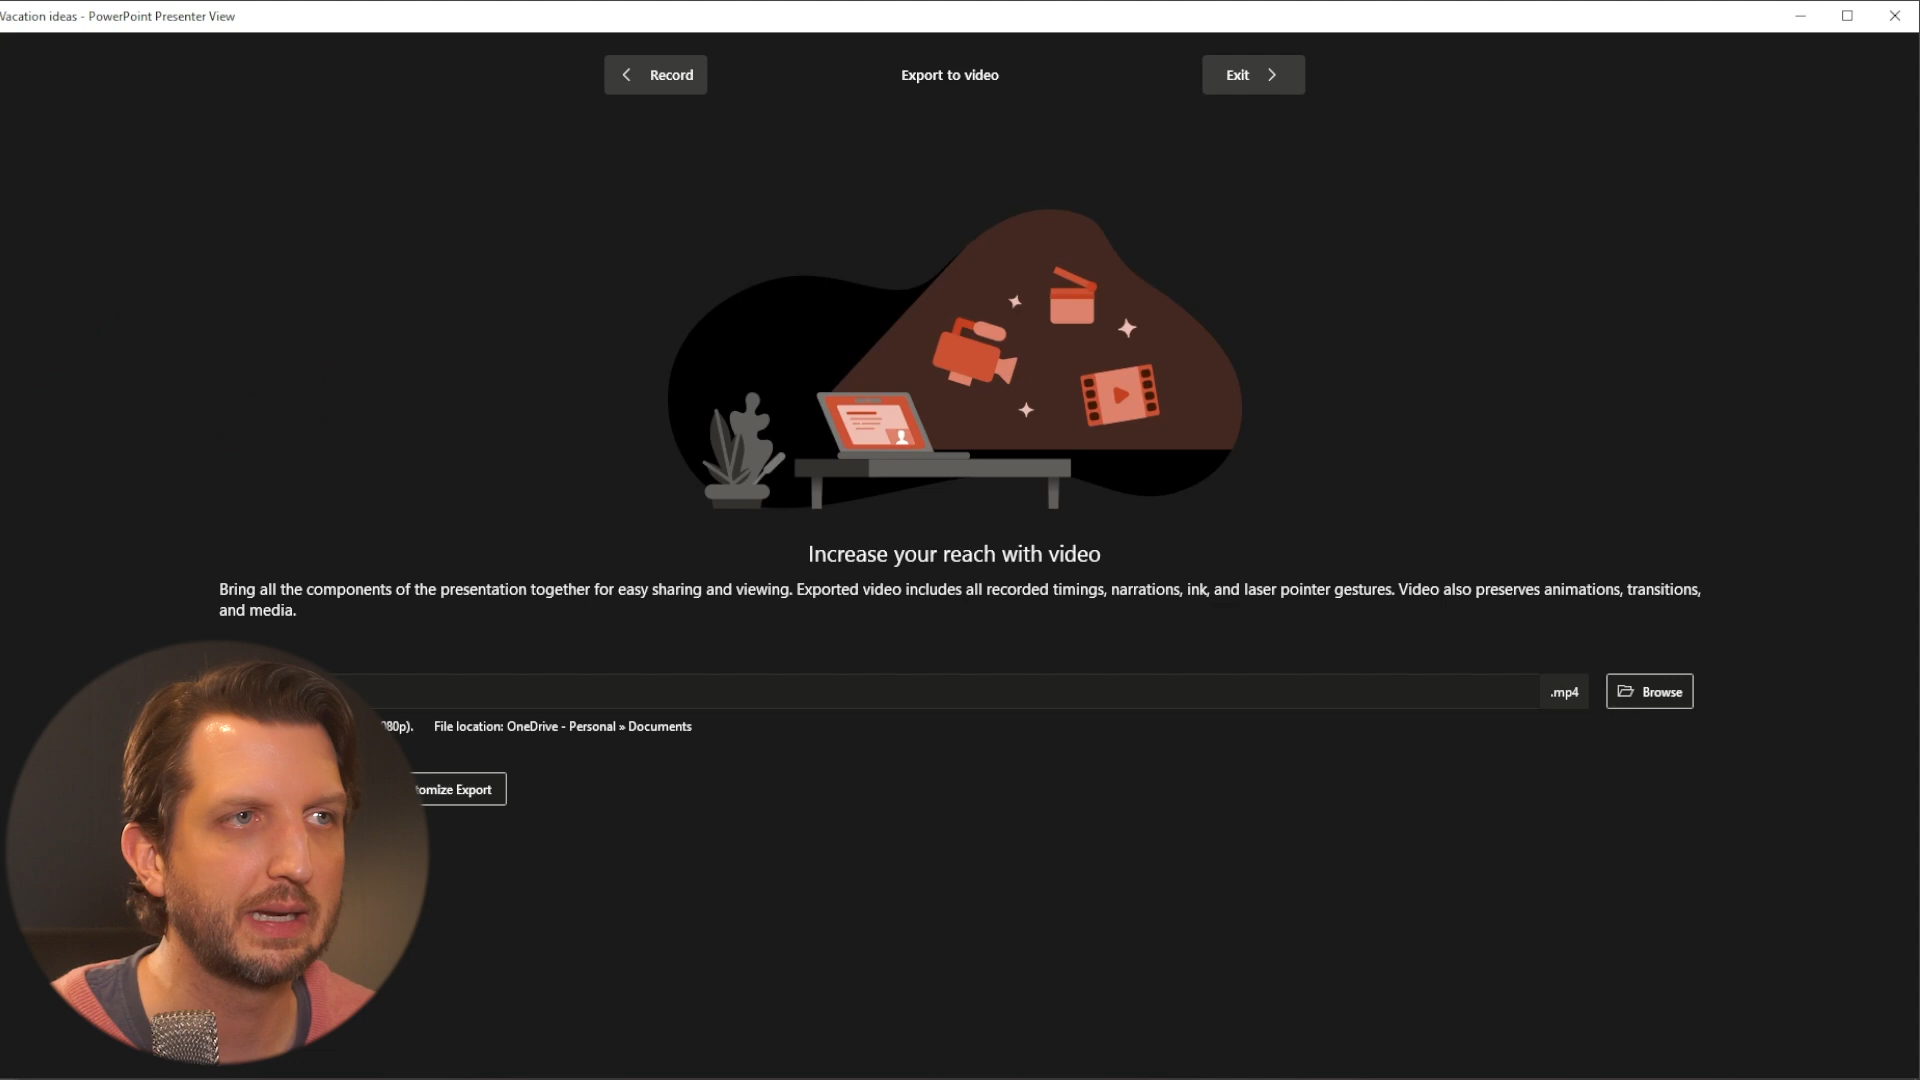 Vacation ideas - PowerPoint Presenter View
Record
Export to video
Exit
Increase your reach with video
Bring all the components of the presentation together for easy sharing and viewing. Exported video includes all recorded timings, narrations, ink, and laser pointer gestures. Video also preserves animations, transitions,
and media.
.mp4
Browse
File location: OneDrive - Personal » Documents
Export